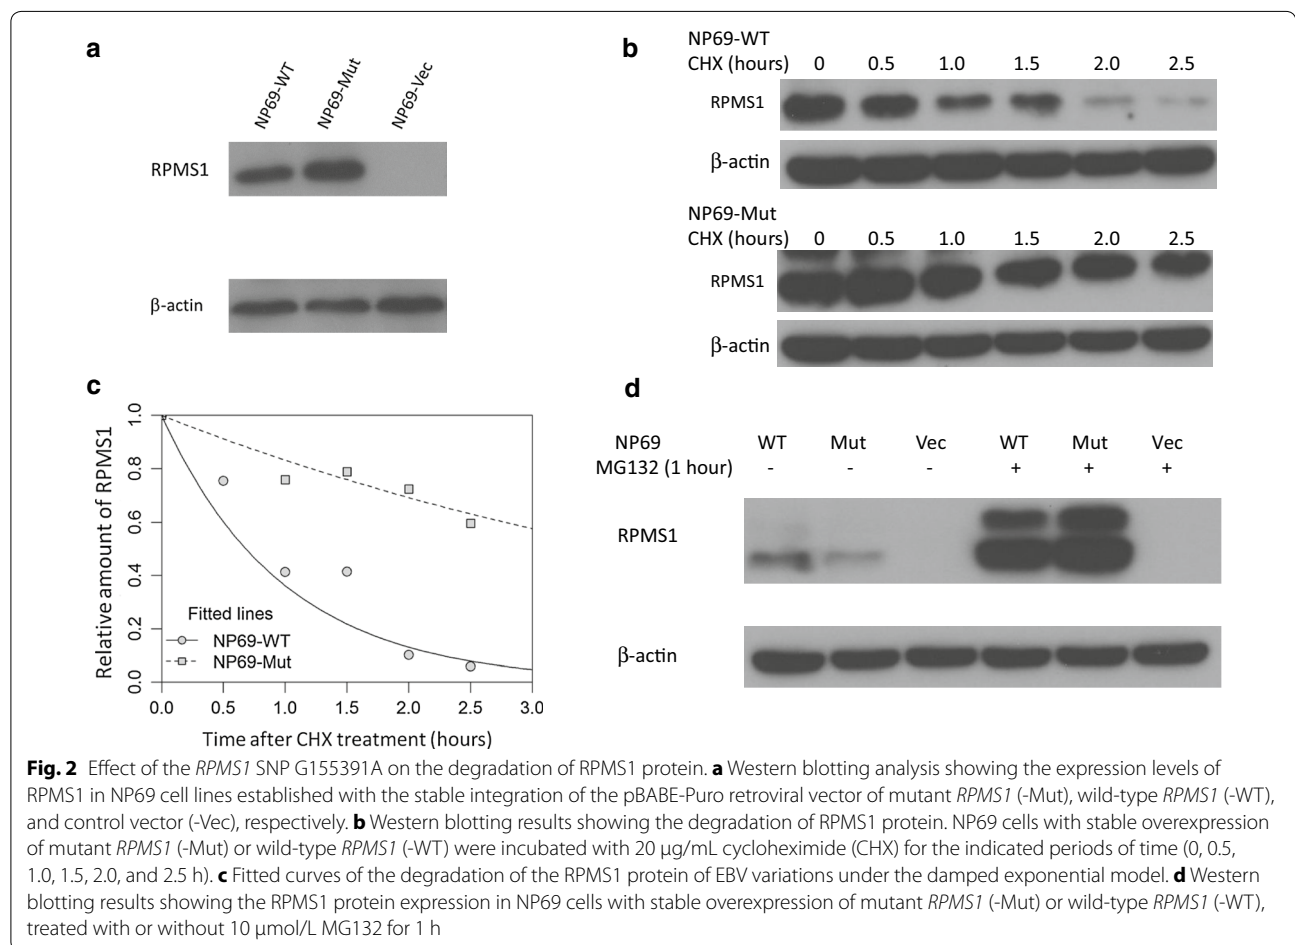 a
NP69-WT
NP69-Mut
NP69-Vec
RPMS1
β-actin
b
NP69-WT
CHX (hours) 0 0.5 1.0 1.5 2.0 2.5
RPMS1
β-actin
NP69-Mut
CHX (hours) 0 0.5 1.0 1.5 2.0 2.5
RPMS1
β-actin
c
Relative amount of RPMS1
1.0
0.8
0.6
0.4
0.2
0.0
Fitted lines
NP69-WT
NP69-Mut
0.0 0.5 1.0 1.5 2.0 2.5 3.0
Time after CHX treatment (hours)
d
NP69 WT Mut Vec WT Mut Vec
MG132 (1 hour) - - - + + +
RPMS1
β-actin
Fig. 2 Effect of the RPMS1 SNP G155391A on the degradation of RPMS1 protein. a Western blotting analysis showing the expression levels of
RPMS1 in NP69 cell lines established with the stable integration of the pBABE-Puro retroviral vector of mutant RPMS1 (-Mut), wild-type RPMS1 (-WT),
and control vector (-Vec), respectively. b Western blotting results showing the degradation of RPMS1 protein. NP69 cells with stable overexpression
of mutant RPMS1 (-Mut) or wild-type RPMS1 (-WT) were incubated with 20 μg/mL cycloheximide (CHX) for the indicated periods of time (0, 0.5,
1.0, 1.5, 2.0, and 2.5 h). c Fitted curves of the degradation of the RPMS1 protein of EBV variations under the damped exponential model. d Western
blotting results showing the RPMS1 protein expression in NP69 cells with stable overexpression of mutant RPMS1 (-Mut) or wild-type RPMS1 (-WT),
treated with or without 10 μmol/L MG132 for 1 h